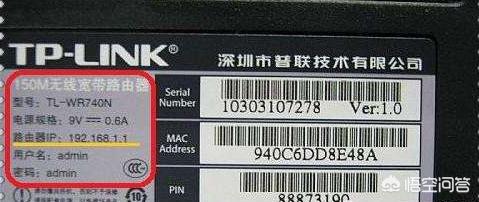 TP-LINK® 深圳市普联技术有限公司
150M无线宽带路由器
型号：TL-WR740N
电源规格：9V⎓0.6A
路由器IP：192.168.1.1
用户名：admin
密码：admin
Serial Number
10303107278 Ver:1.0
MAC Address
940C6DD8E48A
PIN
88873190
悟空问答